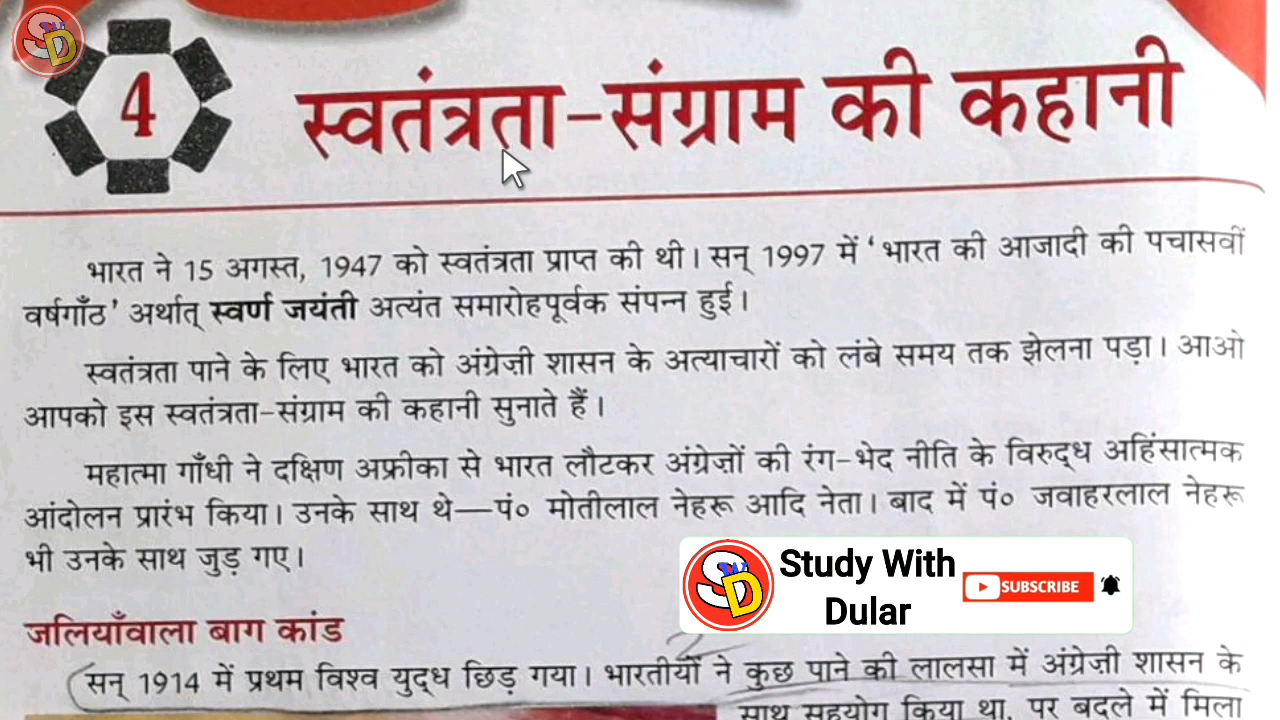 SD
4
स्वतंत्रता-संग्राम की कहानी
भारत ने 15 अगस्त, 1947 को स्वतंत्रता प्राप्त की थी। सन् 1997 में ‘भारत की आजादी की पचासवीं
वर्षगाँठ’ अर्थात् स्वर्ण जयंती अत्यंत समारोहपूर्वक संपन्न हुई।
स्वतंत्रता पाने के लिए भारत को अंग्रेज़ी शासन के अत्याचारों को लंबे समय तक झेलना पड़ा। आओ
आपको इस स्वतंत्रता-संग्राम की कहानी सुनाते हैं।
महात्मा गाँधी ने दक्षिण अफ्रीका से भारत लौटकर अंग्रेज़ों की रंग-भेद नीति के विरुद्ध अहिंसात्मक
आंदोलन प्रारंभ किया। उनके साथ थे—पं० मोतीलाल नेहरू आदि नेता। बाद में पं० जवाहरलाल नेहरू
भी उनके साथ जुड़ गए।
SD
Study With
Dular
SUBSCRIBE
जलियाँवाला बाग कांड
सन् 1914 में प्रथम विश्व युद्ध छिड़ गया। भारतीयों ने कुछ पाने की लालसा में अंग्रेज़ी शासन के
साथ सहयोग किया था, पर बदले में मिला